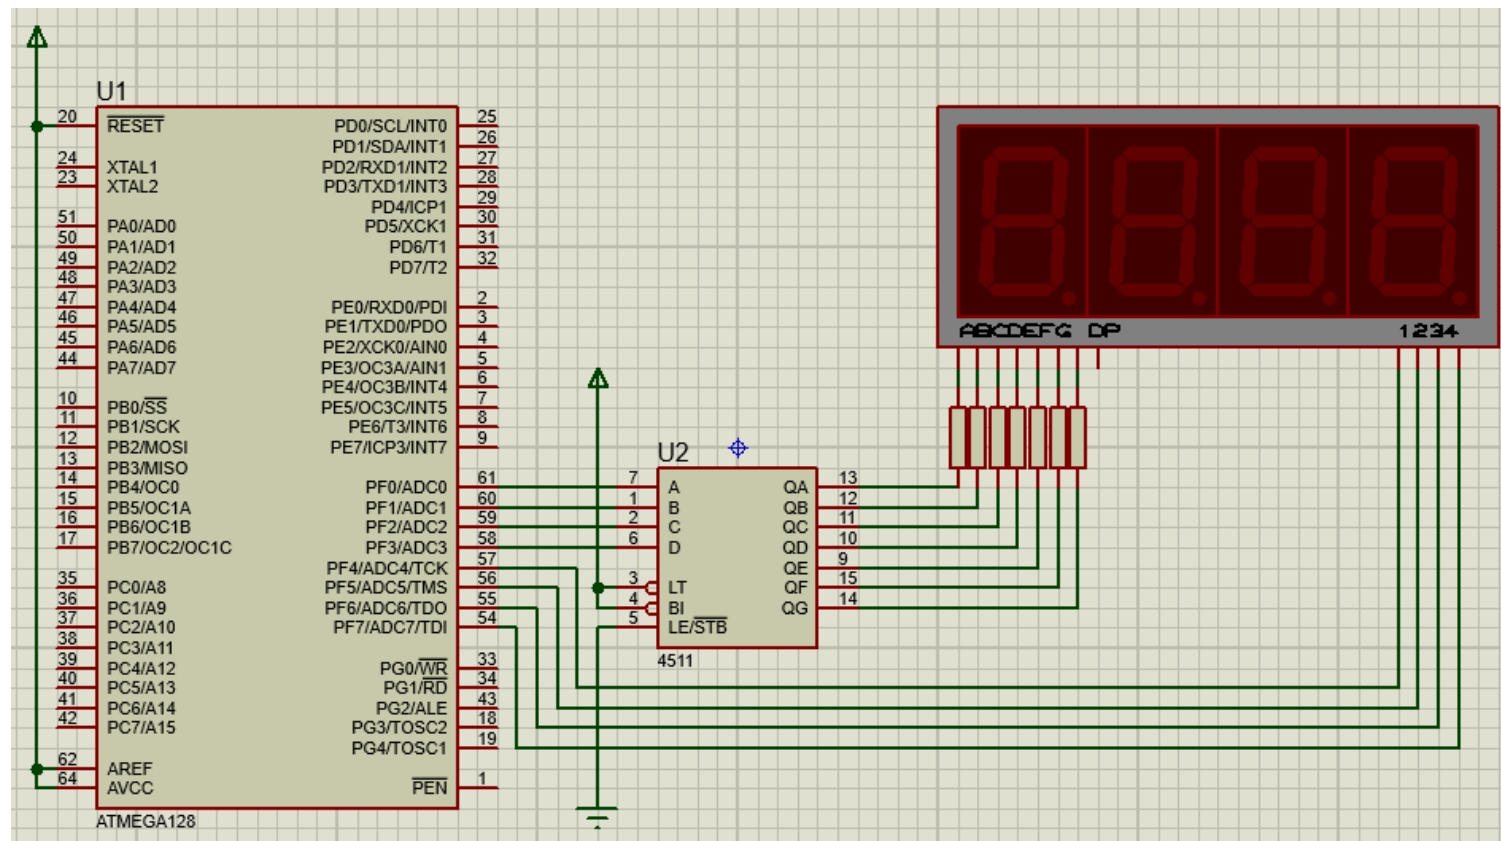 U1
20 RESET PD0/SCL/INT0 25
PD1/SDA/INT1 26
24 XTAL1 PD2/RXD1/INT2 27
23 XTAL2 PD3/TXD1/INT3 28
PD4/ICP1 29
51 PA0/AD0 PD5/XCK1 30
50 PA1/AD1 PD6/T1 31
49 PA2/AD2 PD7/T2 32
48 PA3/AD3
47 PA4/AD4 PE0/RXD0/PDI 2
46 PA5/AD5 PE1/TXD0/PDO 3
45 PA6/AD6 PE2/XCK0/AIN0 4
44 PA7/AD7 PE3/OC3A/AIN1 5
PE4/OC3B/INT4 6
10 PB0/SS PE5/OC3C/INT5 7
11 PB1/SCK PE6/T3/INT6 8
12 PB2/MOSI PE7/ICP3/INT7 9
13 PB3/MISO
14 PB4/OC0 PF0/ADC0 61
15 PB5/OC1A PF1/ADC1 60
16 PB6/OC1B PF2/ADC2 59
17 PB7/OC2/OC1C PF3/ADC3 58
PF4/ADC4/TCK 57
35 PC0/A8 PF5/ADC5/TMS 56
36 PC1/A9 PF6/ADC6/TDO 55
37 PC2/A10 PF7/ADC7/TDI 54
38 PC3/A11
39 PC4/A12 PG0/WR 33
40 PC5/A13 PG1/RD 34
41 PC6/A14 PG2/ALE 43
42 PC7/A15 PG3/TOSC2 18
PG4/TOSC1 19
62 AREF
64 AVCC PEN 1
ATMEGA128
U2
7 A QA 13
1 B QB 12
2 C QC 11
6 D QD 10
QE 9
3 LT QF 15
4 BI QG 14
5 LE/STB
4511
ABCDEFG DP 1234